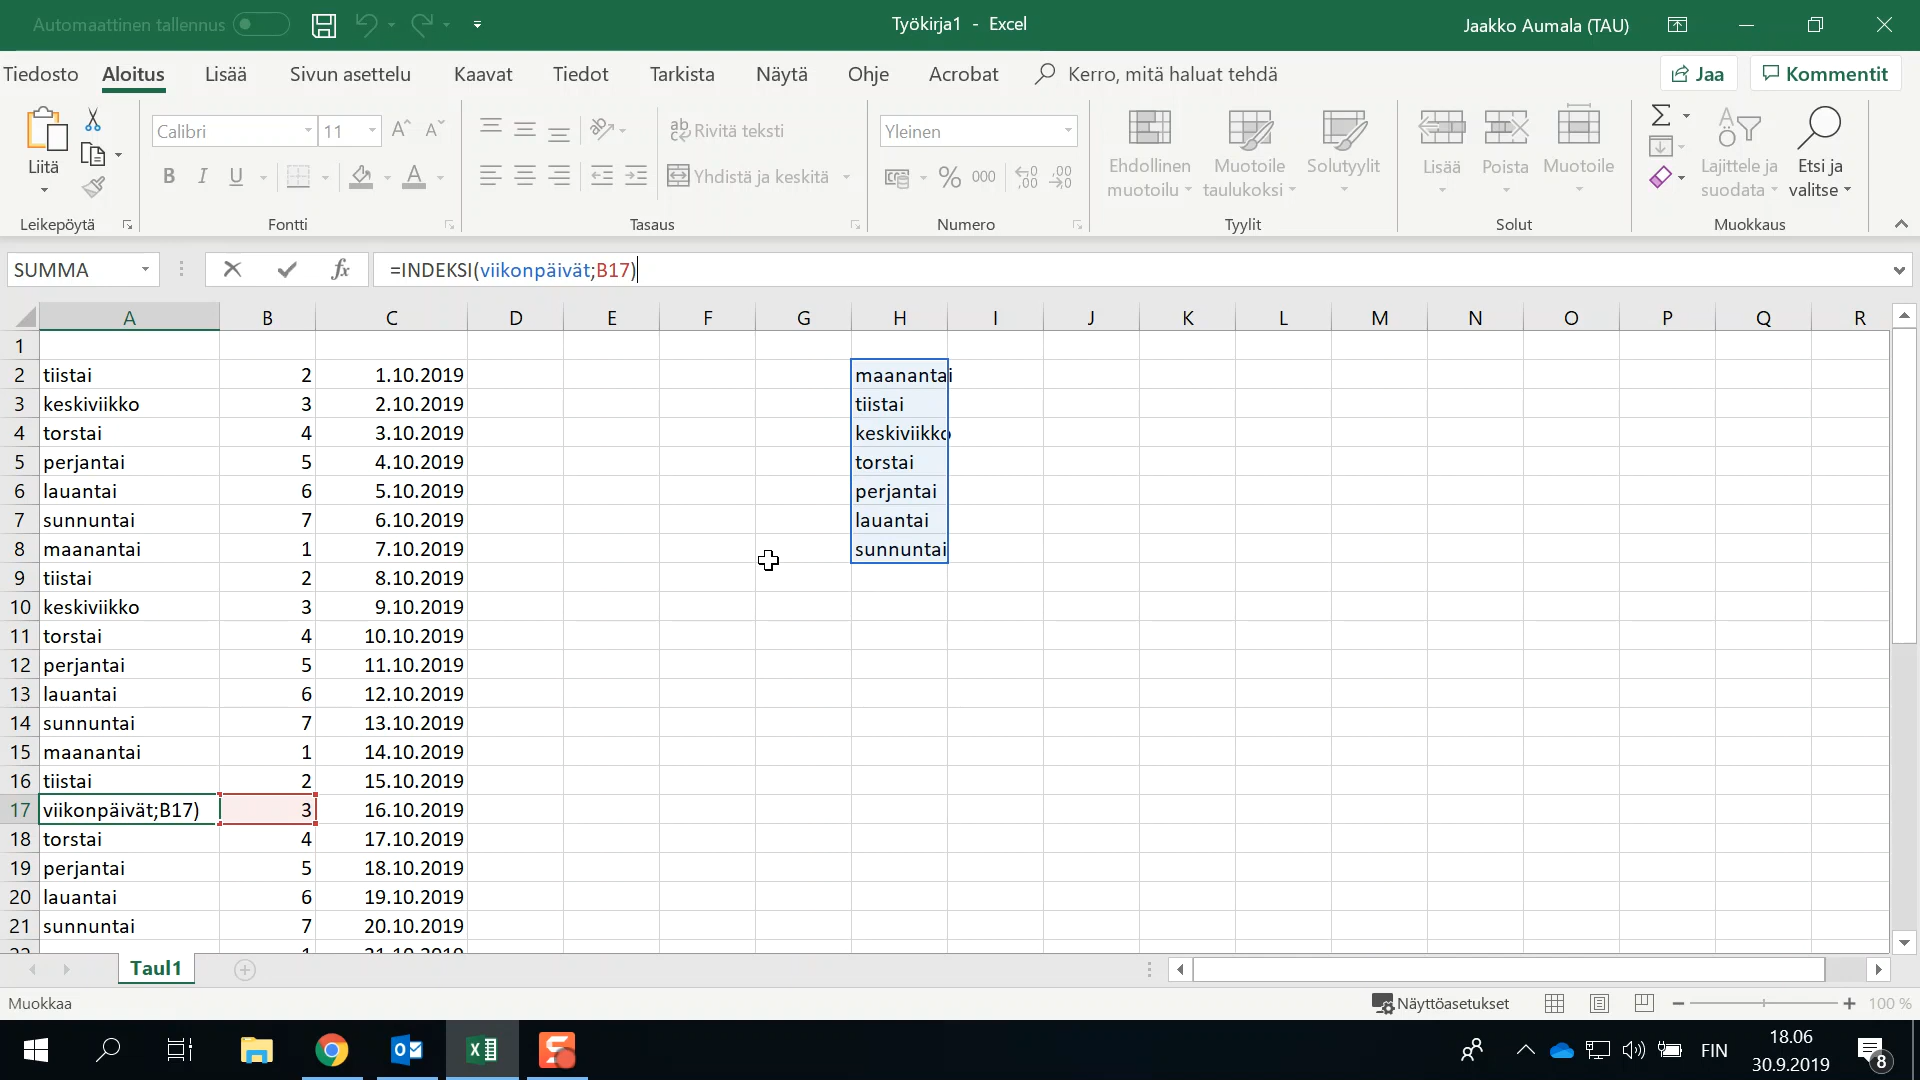 Automaattinen tallennus
Työkirja1 - Excel
Jaakko Aumala (TAU)
Tiedosto Aloitus Lisää Sivun asettelu Kaavat Tiedot Tarkista Näytä Ohje Acrobat Kerro, mitä haluat tehdä
Jaa Kommentit
Liitä
Leikepöytä
Calibri 11
B I U A
Fontti
ab Rivitä teksti
Yhdistä ja keskitä
Tasaus
Yleinen
% 000
Numero
Ehdollinen muotoilu
Muotoile taulukoksi
Solutyylit
Tyylit
Lisää Poista Muotoile
Solut
Lajittele ja suodata
Etsi ja valitse
Muokkaus
SUMMA fx =INDEKSI(viikonpäivät;B17)
A B C D E F G H I J K L M N O P Q R
1
2 tiistai 2 1.10.2019 maanantai
3 keskiviikko 3 2.10.2019 tiistai
4 torstai 4 3.10.2019 keskiviikko
5 perjantai 5 4.10.2019 torstai
6 lauantai 6 5.10.2019 perjantai
7 sunnuntai 7 6.10.2019 lauantai
8 maanantai 1 7.10.2019 sunnuntai
9 tiistai 2 8.10.2019
10 keskiviikko 3 9.10.2019
11 torstai 4 10.10.2019
12 perjantai 5 11.10.2019
13 lauantai 6 12.10.2019
14 sunnuntai 7 13.10.2019
15 maanantai 1 14.10.2019
16 tiistai 2 15.10.2019
17 viikonpäivät;B17) 3 16.10.2019
18 torstai 4 17.10.2019
19 perjantai 5 18.10.2019
20 lauantai 6 19.10.2019
21 sunnuntai 7 20.10.2019
Taul1
Muokkaa
Näyttöasetukset
100 %
FIN
18.06
30.9.2019
8